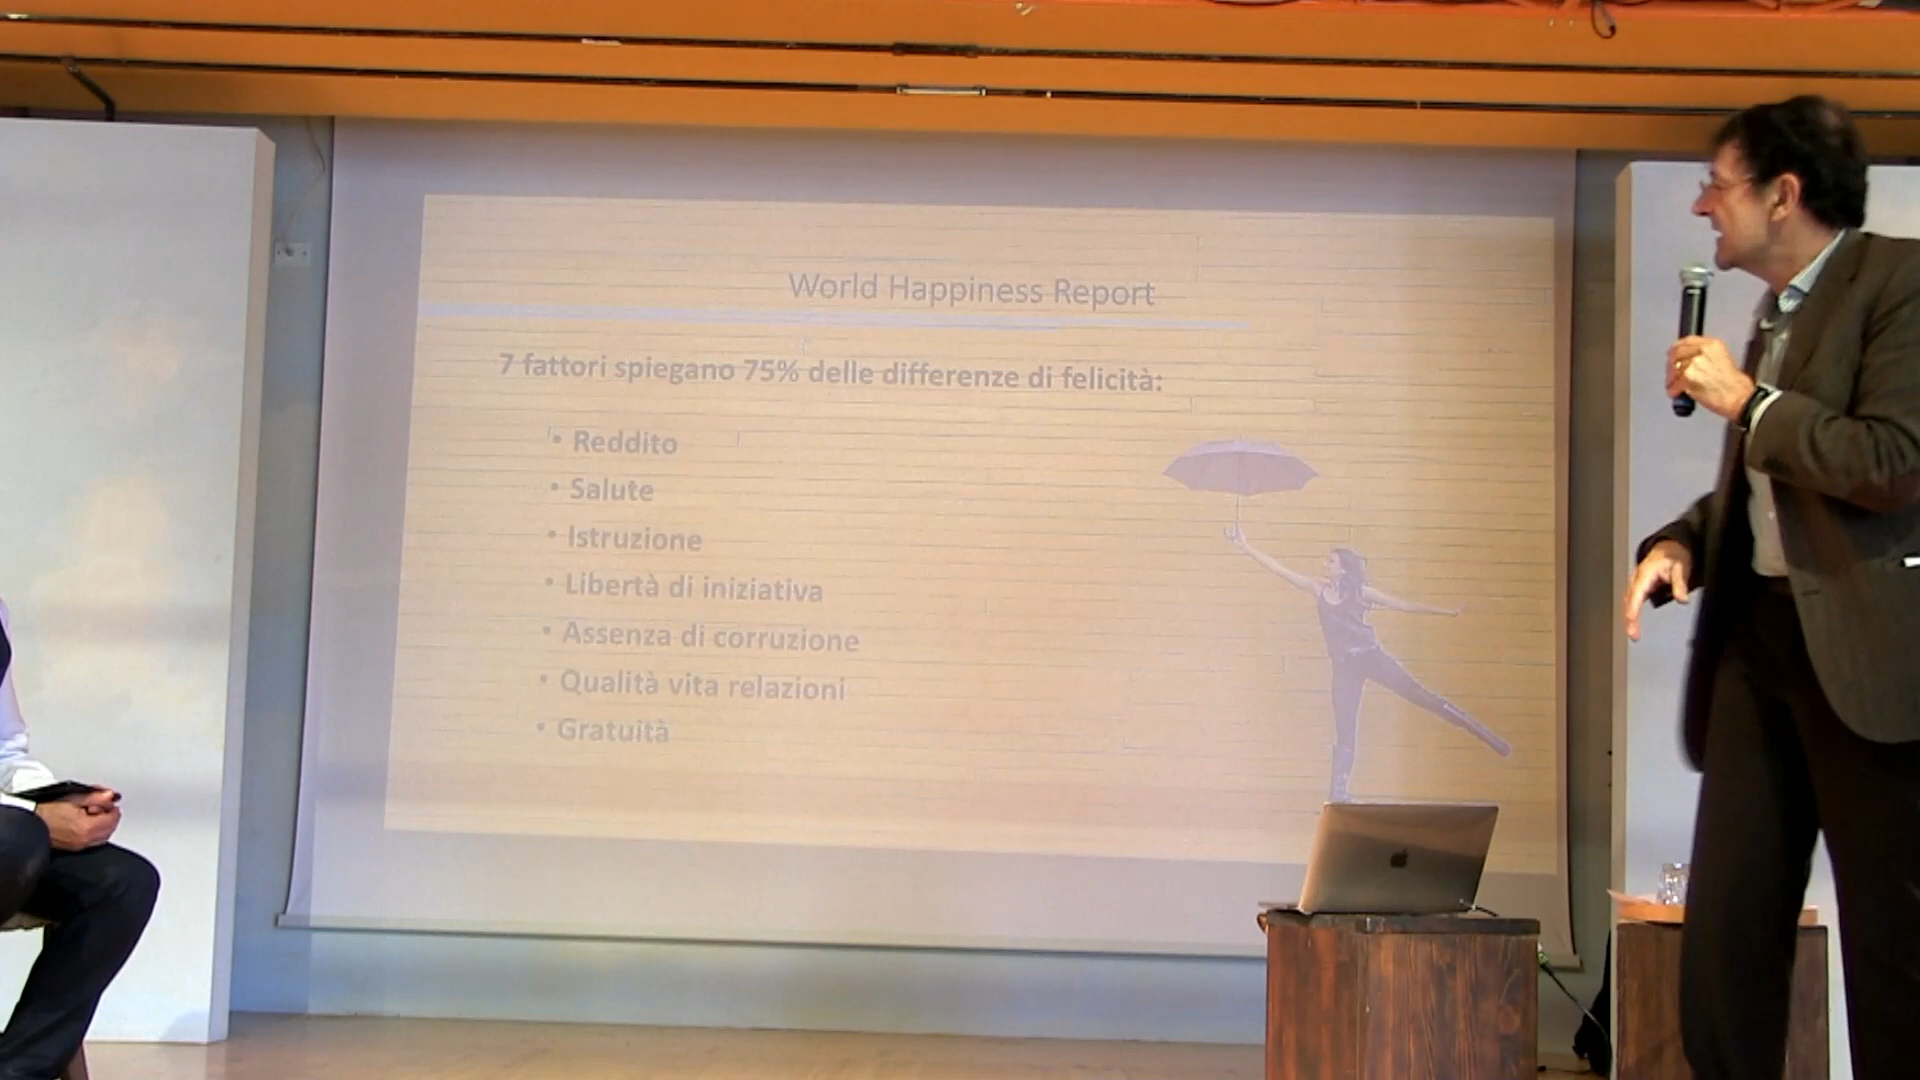 World Happiness Report
7 fattori spiegano 75% delle differenze di felicità:
• Reddito
• Salute
• Istruzione
• Libertà di iniziativa
• Assenza di corruzione
• Qualità vita relazioni
• Gratuità